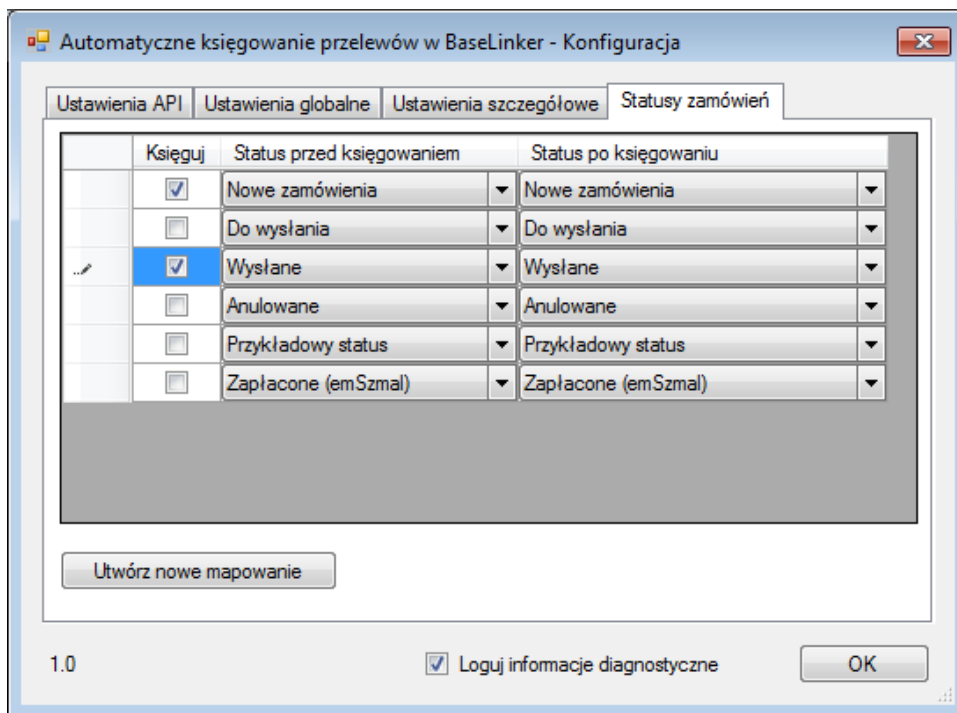 Automatyczne księgowanie przelewów w BaseLinker - Konfiguracja
Ustawienia API Ustawienia globalne Ustawienia szczegółowe Statusy zamówień
Księguj Status przed księgowaniem Status po księgowaniu
Nowe zamówienia Nowe zamówienia
Do wysłania Do wysłania
Wysłane Wysłane
Anulowane Anulowane
Przykładowy status Przykładowy status
Zapłacone (emSzmal) Zapłacone (emSzmal)
Utwórz nowe mapowanie
1.0 Loguj informacje diagnostyczne OK